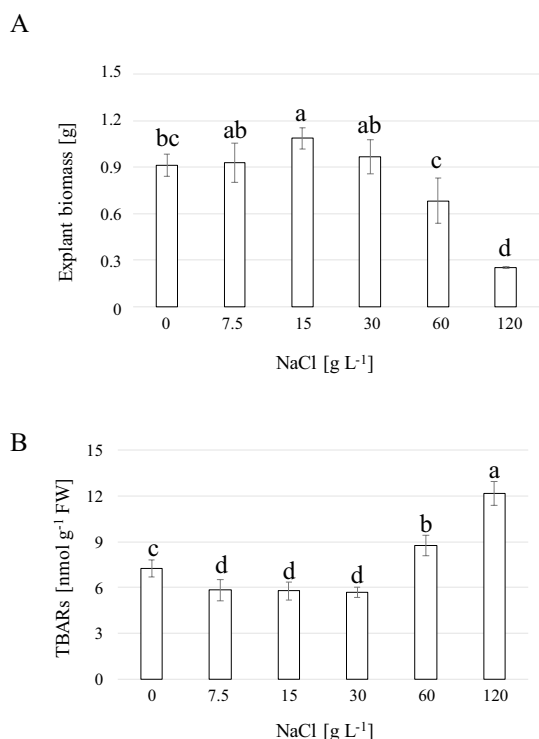 A
Explant biomass [g]
1.5
1.2
0.9
0.6
0.3
0
bc
ab
a
ab
c
d
0 7.5 15 30 60 120
NaCl [g L-1]
B
TBARs [nmol g-1 FW]
15
12
9
6
3
0
c
d
d
d
b
a
0 7.5 15 30 60 120
NaCl [g L-1]